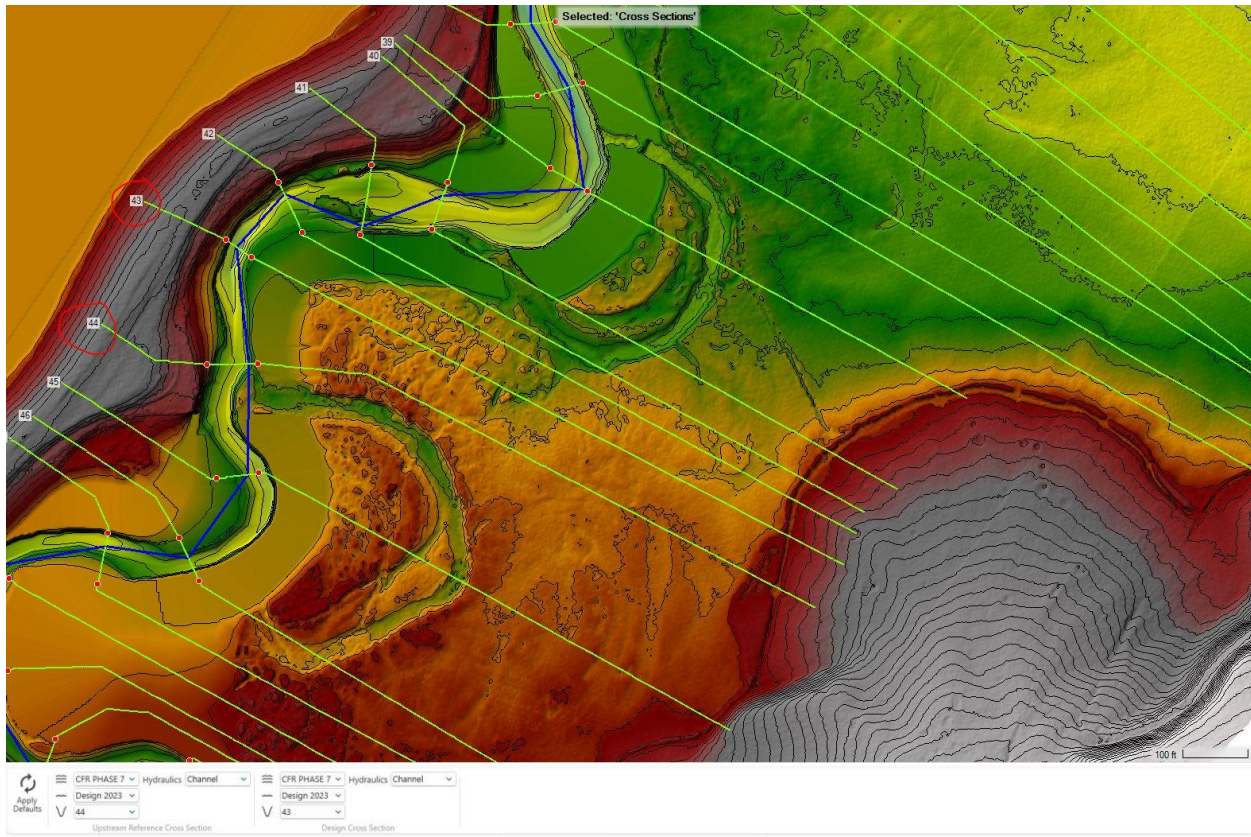 Selected: 'Cross Sections'
39
40
41
42
43
44
45
46
100 ft
Apply
Defaults
CFR PHASE 7 Hydraulics Channel
Design 2023
44
Upstream Reference Cross Section
CFR PHASE 7 Hydraulics Channel
Design 2023
43
Design Cross Section